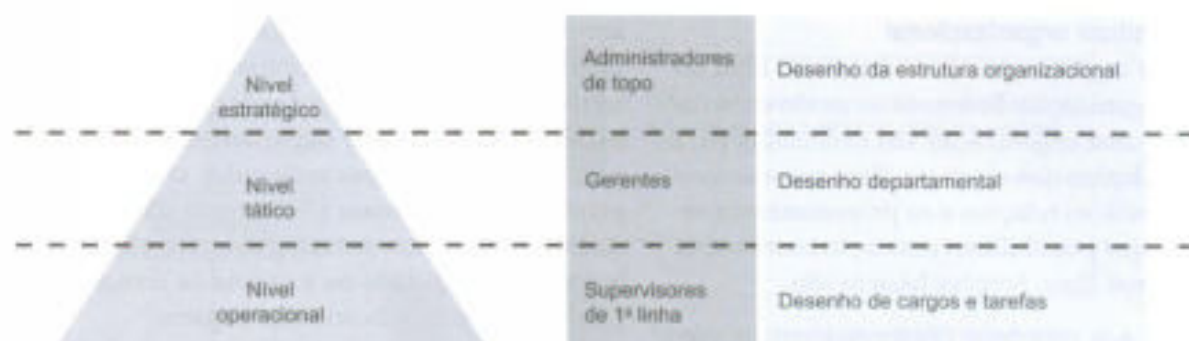 Nível
estratégico
Administradores
de topo
Desenho da estrutura organizacional
Nível
tático
Gerentes
Desenho departamental
Nível
operacional
Supervisores
de 1ª linha
Desenho de cargos e tarefas